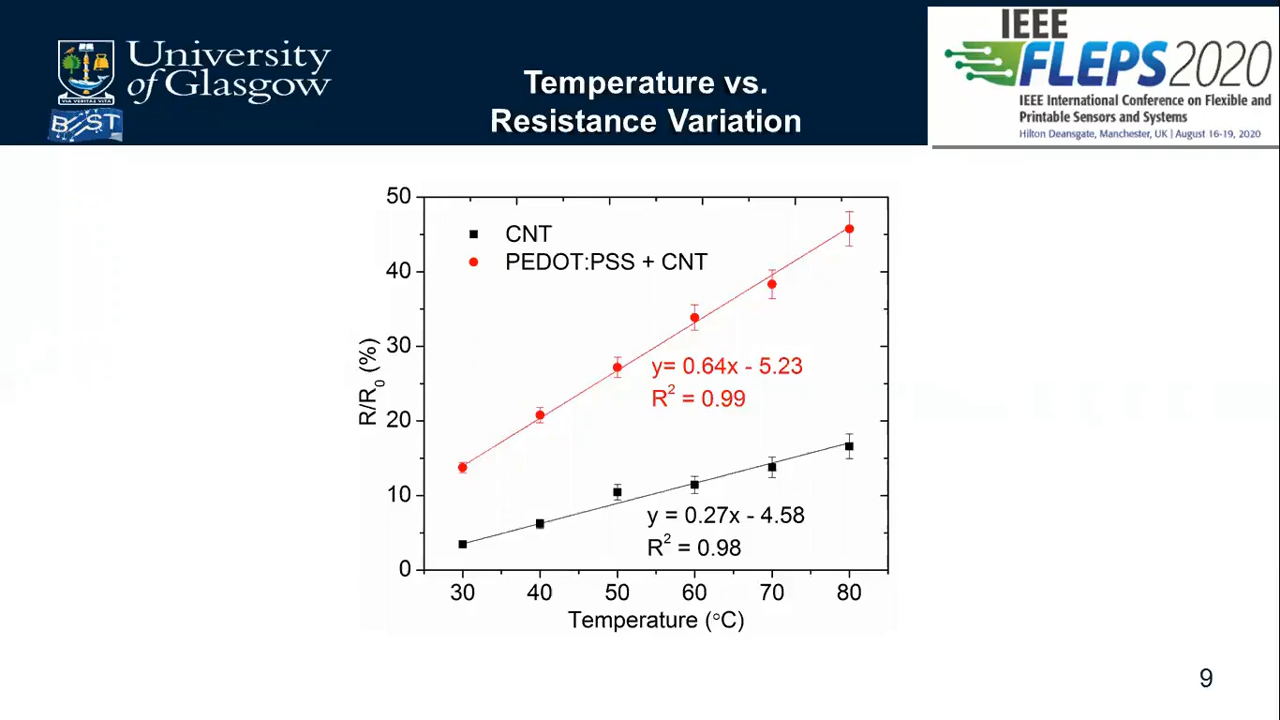 University
of Glasgow
VIA VERITAS VITA
BEST
Temperature vs.
Resistance Variation
IEEE
FLEPS 2020
IEEE International Conference on Flexible and
Printable Sensors and Systems
Hilton Deansgate, Manchester, UK | August 16-19, 2020
CNT
PEDOT:PSS + CNT
y= 0.64x - 5.23
R² = 0.99
y = 0.27x - 4.58
R² = 0.98
R/R₀ (%)
50
40
30
20
10
0
30 40 50 60 70 80
Temperature (°C)
9